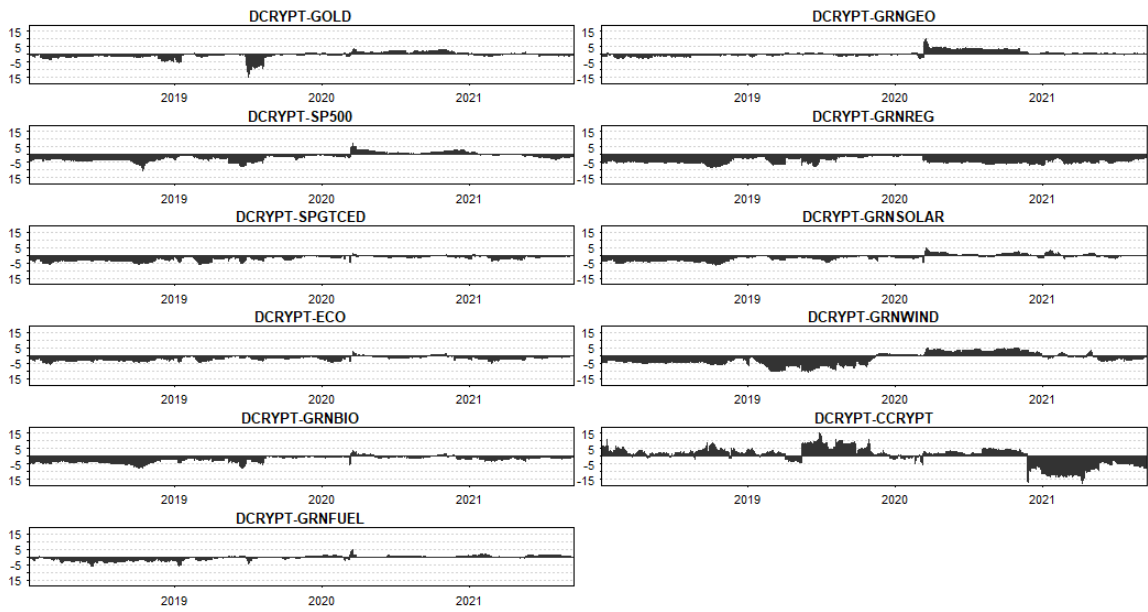 DCRYPT-GOLD
15
5
-5
15
2019 2020 2021
DCRYPT-GRNGEO
15
5
-5
-15
2019 2020 2021
DCRYPT-SP500
15
5
-5
15
2019 2020 2021
DCRYPT-GRNREG
15
5
-5
-15
2019 2020 2021
DCRYPT-SPGTCED
15
5
-5
15
2019 2020 2021
DCRYPT-GRNSOLAR
15
5
-5
-15
2019 2020 2021
DCRYPT-ECO
15
5
-5
15
2019 2020 2021
DCRYPT-GRNWIND
15
5
-5
-15
2019 2020 2021
DCRYPT-GRNBIO
15
5
-5
15
2019 2020 2021
DCRYPT-CCRYPT
15
5
-5
-15
2019 2020 2021
DCRYPT-GRNFUEL
15
5
-5
15
2019 2020 2021